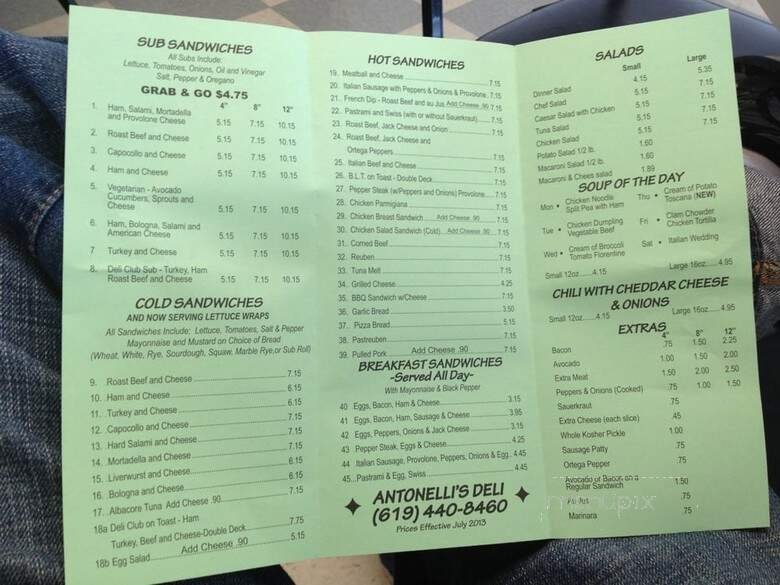 SUB SANDWICHES
All Subs Include:
Lettuce, Tomatoes, Onions, Oil and Vinegar
Salt, Pepper & Oregano
GRAB & GO $4.75
4" 8" 12"
1. Ham, Salami, Mortadella
and Provolone Cheese 5.15 7.15 10.15
2. Roast Beef and Cheese 5.15 7.15 10.15
3. Capocollo and Cheese 5.15 7.15 10.15
4. Ham and Cheese 5.15 7.15 10.15
5. Vegetarian - Avocado
Cucumbers, Sprouts and
Cheese 5.15 7.15 10.15
6. Ham, Bologna, Salami and
American Cheese 5.15 7.15 10.15
7 Turkey and Cheese 5.15 7.15 10.15
8. Deli Club Sub - Turkey, Ham
Roast Beef and Cheese 5.15 7.15 10.15
COLD SANDWICHES
AND NOW SERVING LETTUCE WRAPS
All Sandwiches Include: Lettuce, Tomatoes, Salt & Pepper
Mayonnaise and Mustard on Choice of Bread
(Wheat, White, Rye, Sourdough, Squaw, Marble Rye,or Sub Roll)
9. Roast Beef and Cheese 7.15
10. Ham and Cheese 6.15
11. Turkey and Cheese 6.15
12. Capocollo and Cheese 7.15
13. Hard Salami and Cheese 7.15
14. Mortadella and Cheese 7.15
15. Liverwurst and Cheese 6.15
16. Bologna and Cheese 6.15
17. Albacore Tuna Add Cheese .90 7.15
18a Deli Club on Toast - Ham
Turkey, Beef and Cheese-Double Deck 7.75
18b Egg Salad Add Cheese .90 5.15
HOT SANDWICHES
19. Meatball and Cheese 7.15
20. Italian Sausage with Peppers & Onions & Provolone 7.15
21. French Dip - Roast Beef and au Jus Add Cheese .90 7.15
22. Pastrami and Swiss (with or without Sauerkraut) 7.15
23. Roast Beef, Jack Cheese and Onion 7.15
24. Roast Beef, Jack Cheese and
Ortega Peppers 7.15
25. Italian Beef and Cheese 7.15
26. B.L.T. on Toast - Double Deck 7.15
27. Pepper Steak (w/Peppers and Onions) Provolone 7.15
28. Chicken Parmigiana 7.15
29. Chicken Breast Sandwich Add Cheese .90 7.15
30. Chicken Salad Sandwich (Cold) Add Cheese .90 7.15
31. Corned Beef 7.15
32. Reuben 7.15
33. Tuna Melt 7.15
34. Grilled Cheese 4.25
35. BBQ Sandwich w/Cheese 7.15
36. Garlic Bread 3.50
37. Pizza Bread 5.15
38. Pastreuben 7.15
39. Pulled Pork Add Cheese .90 7.15
BREAKFAST SANDWICHES
-Served All Day-
With Mayonnaise & Black Pepper
40 Eggs, Bacon, Ham & Cheese 3.15
41 Eggs, Bacon, Ham, Sausage & Cheese 3.95
42 Eggs, Peppers, Onions & Jack Cheese 3.15
43 Pepper Steak, Eggs & Cheese 4.25
44 Italian Sausage, Provolone, Peppers, Onions & Egg 4.45
45 Pastrami & Egg, Swiss 4.45
ANTONELLI'S DELI
(619) 440-8460
Prices Effective July 2013
SALADS
Small Large
Dinner Salad 4.15 5.35
Chef Salad 5.15 7.15
Caesar Salad with Chicken 5.15 7.15
Tuna Salad 5.15 7.15
Chicken Salad 5.15 7.15
Potato Salad 1/2 lb. 1.60
Macaroni Salad 1/2 lb. 1.60
Macaroni & Chees salad 1.89
SOUP OF THE DAY
Mon • Chicken Noodle
Split Pea with Ham
Thu • Cream of Potato
Toscana (NEW)
Tue • Chicken Dumpling
Vegetable Beef
Fri • Clam Chowder
Chicken Tortilla
Wed • Cream of Broccoli
Tomato Florentine
Sat • Italian Wedding
Small 12oz 4.15 Large 16oz 4.95
CHILI WITH CHEDDAR CHEESE
& ONIONS
Small 12oz 4.15 Large 16oz 4.95
EXTRAS
4" 8" 12"
Bacon .75 1.50 2.25
Avocado 1.00 1.50 2.00
Extra Meat 1.50 2.00 2.50
Peppers & Onions (Cooked) .75 1.00 1.50
Sauerkraut .75
Extra Cheese (each slice) .45
Whole Kosher Pickle 1.00
Sausage Patty .75
Ortega Pepper .75
Avocado of Bacon on a
Regular Sandwich 1.50
Au Jus .75
Marinara .75
menupix